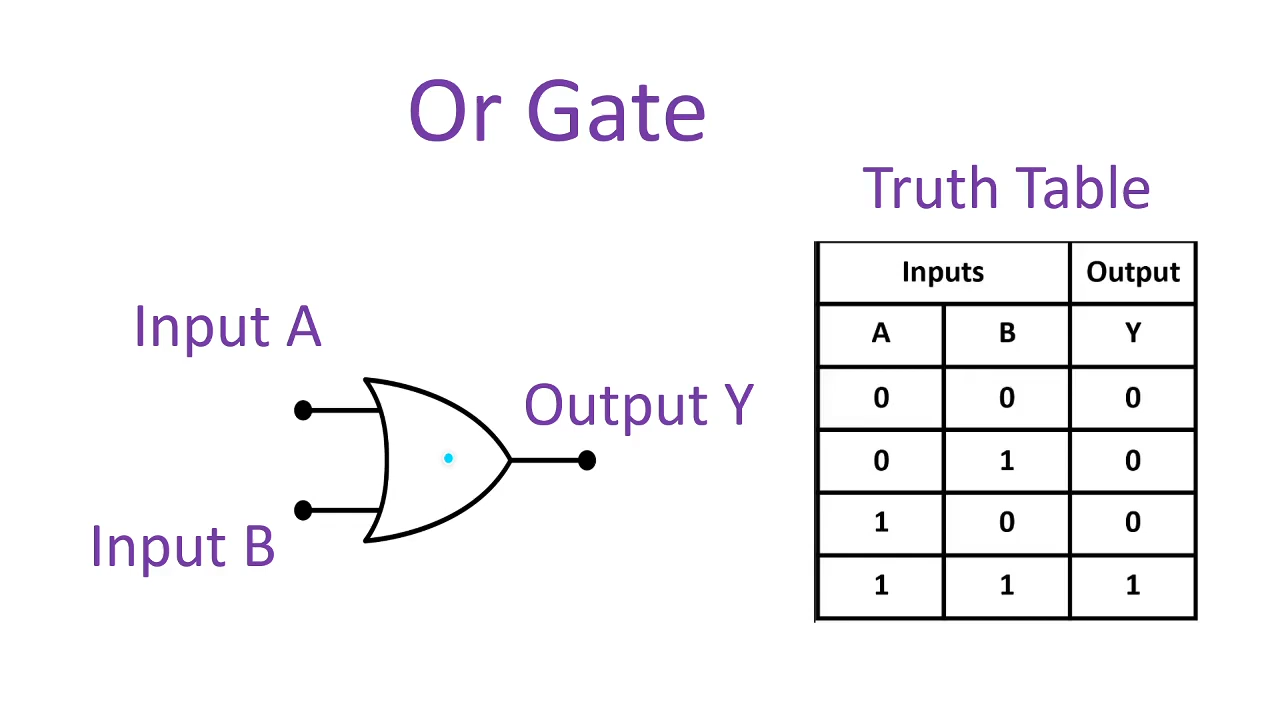 Or Gate
Truth Table
Inputs Output
A B Y
0 0 0
0 1 0
1 0 0
1 1 1
Input A
Output Y
Input B